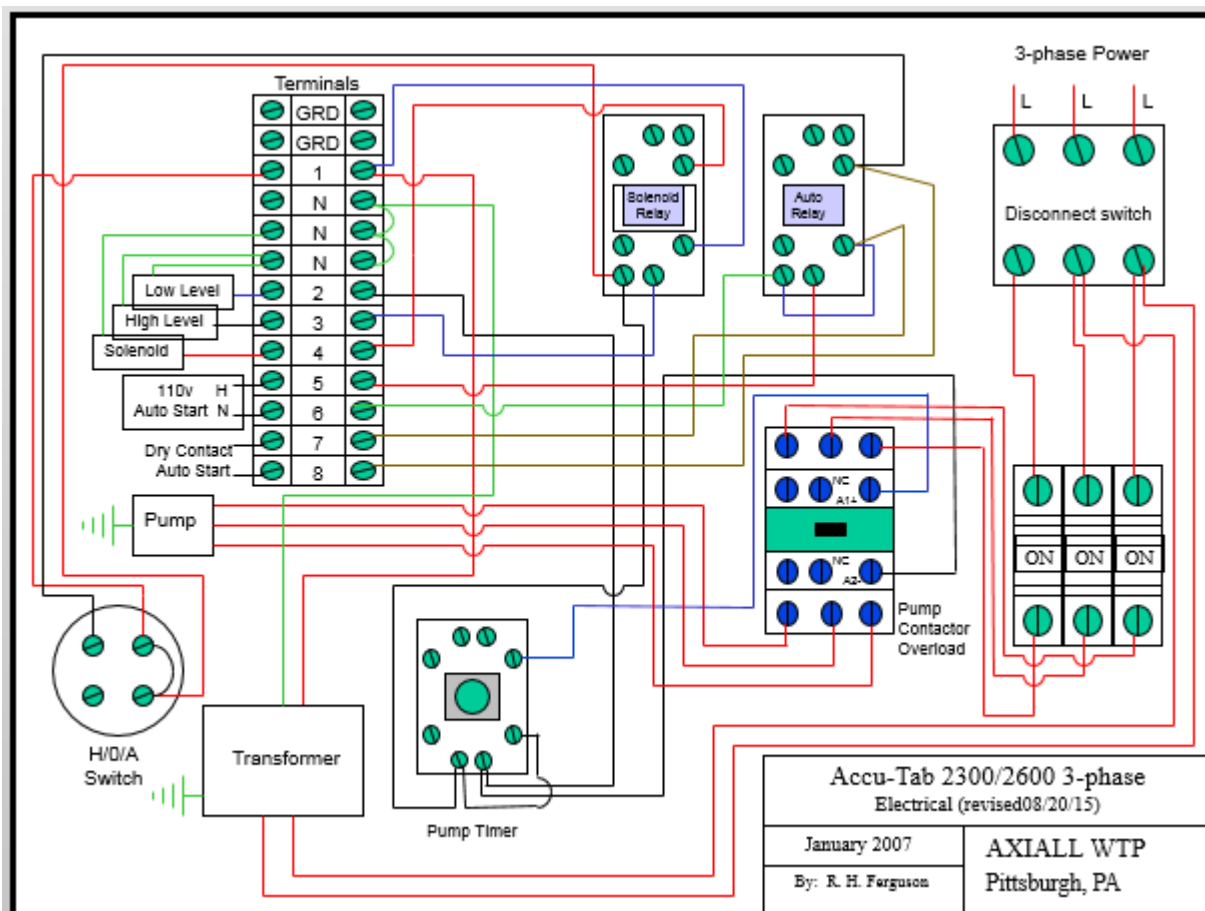 3-phase Power
L L L
Terminals
GRD
GRD
1
N
N
N
2
3
4
5
6
7
8
Low Level
High Level
Solenoid
110v H
Auto Start N
Dry Contact
Auto Start
Solenoid
Relay
Auto
Relay
Disconnect switch
Pump
NC
A1+
NC
A2-
Pump
Contactor
Overload
ON ON ON
H/0/A
Switch
Transformer
Pump Timer
Accu-Tab 2300/2600 3-phase
Electrical (revised08/20/15)
January 2007
By: R. H. Ferguson
AXIALL WTP
Pittsburgh, PA